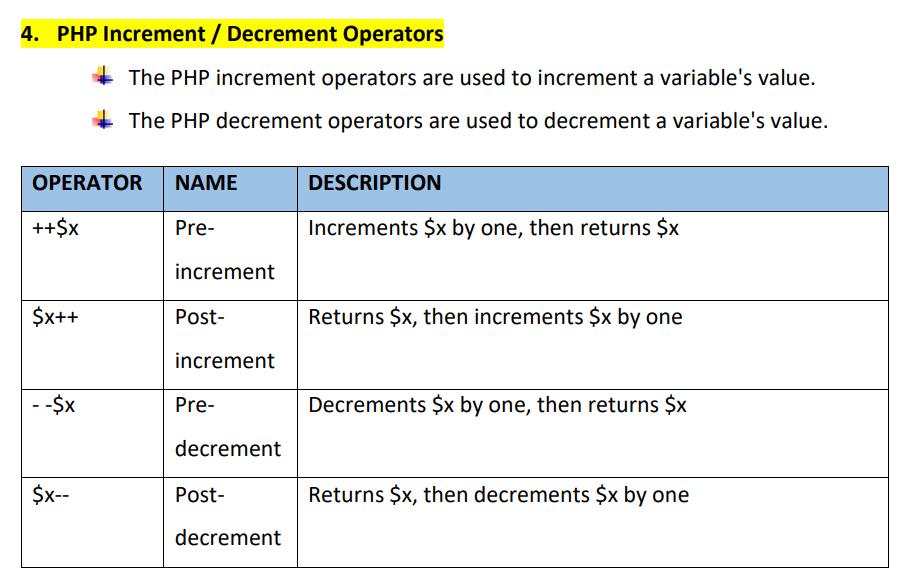 4. PHP Increment / Decrement Operators
The PHP increment operators are used to increment a variable's value.
The PHP decrement operators are used to decrement a variable's value.
OPERATOR NAME DESCRIPTION
++$x Pre- Increments $x by one, then returns $x
increment
$x++ Post- Returns $x, then increments $x by one
increment
- -$x Pre- Decrements $x by one, then returns $x
decrement
$x-- Post- Returns $x, then decrements $x by one
decrement